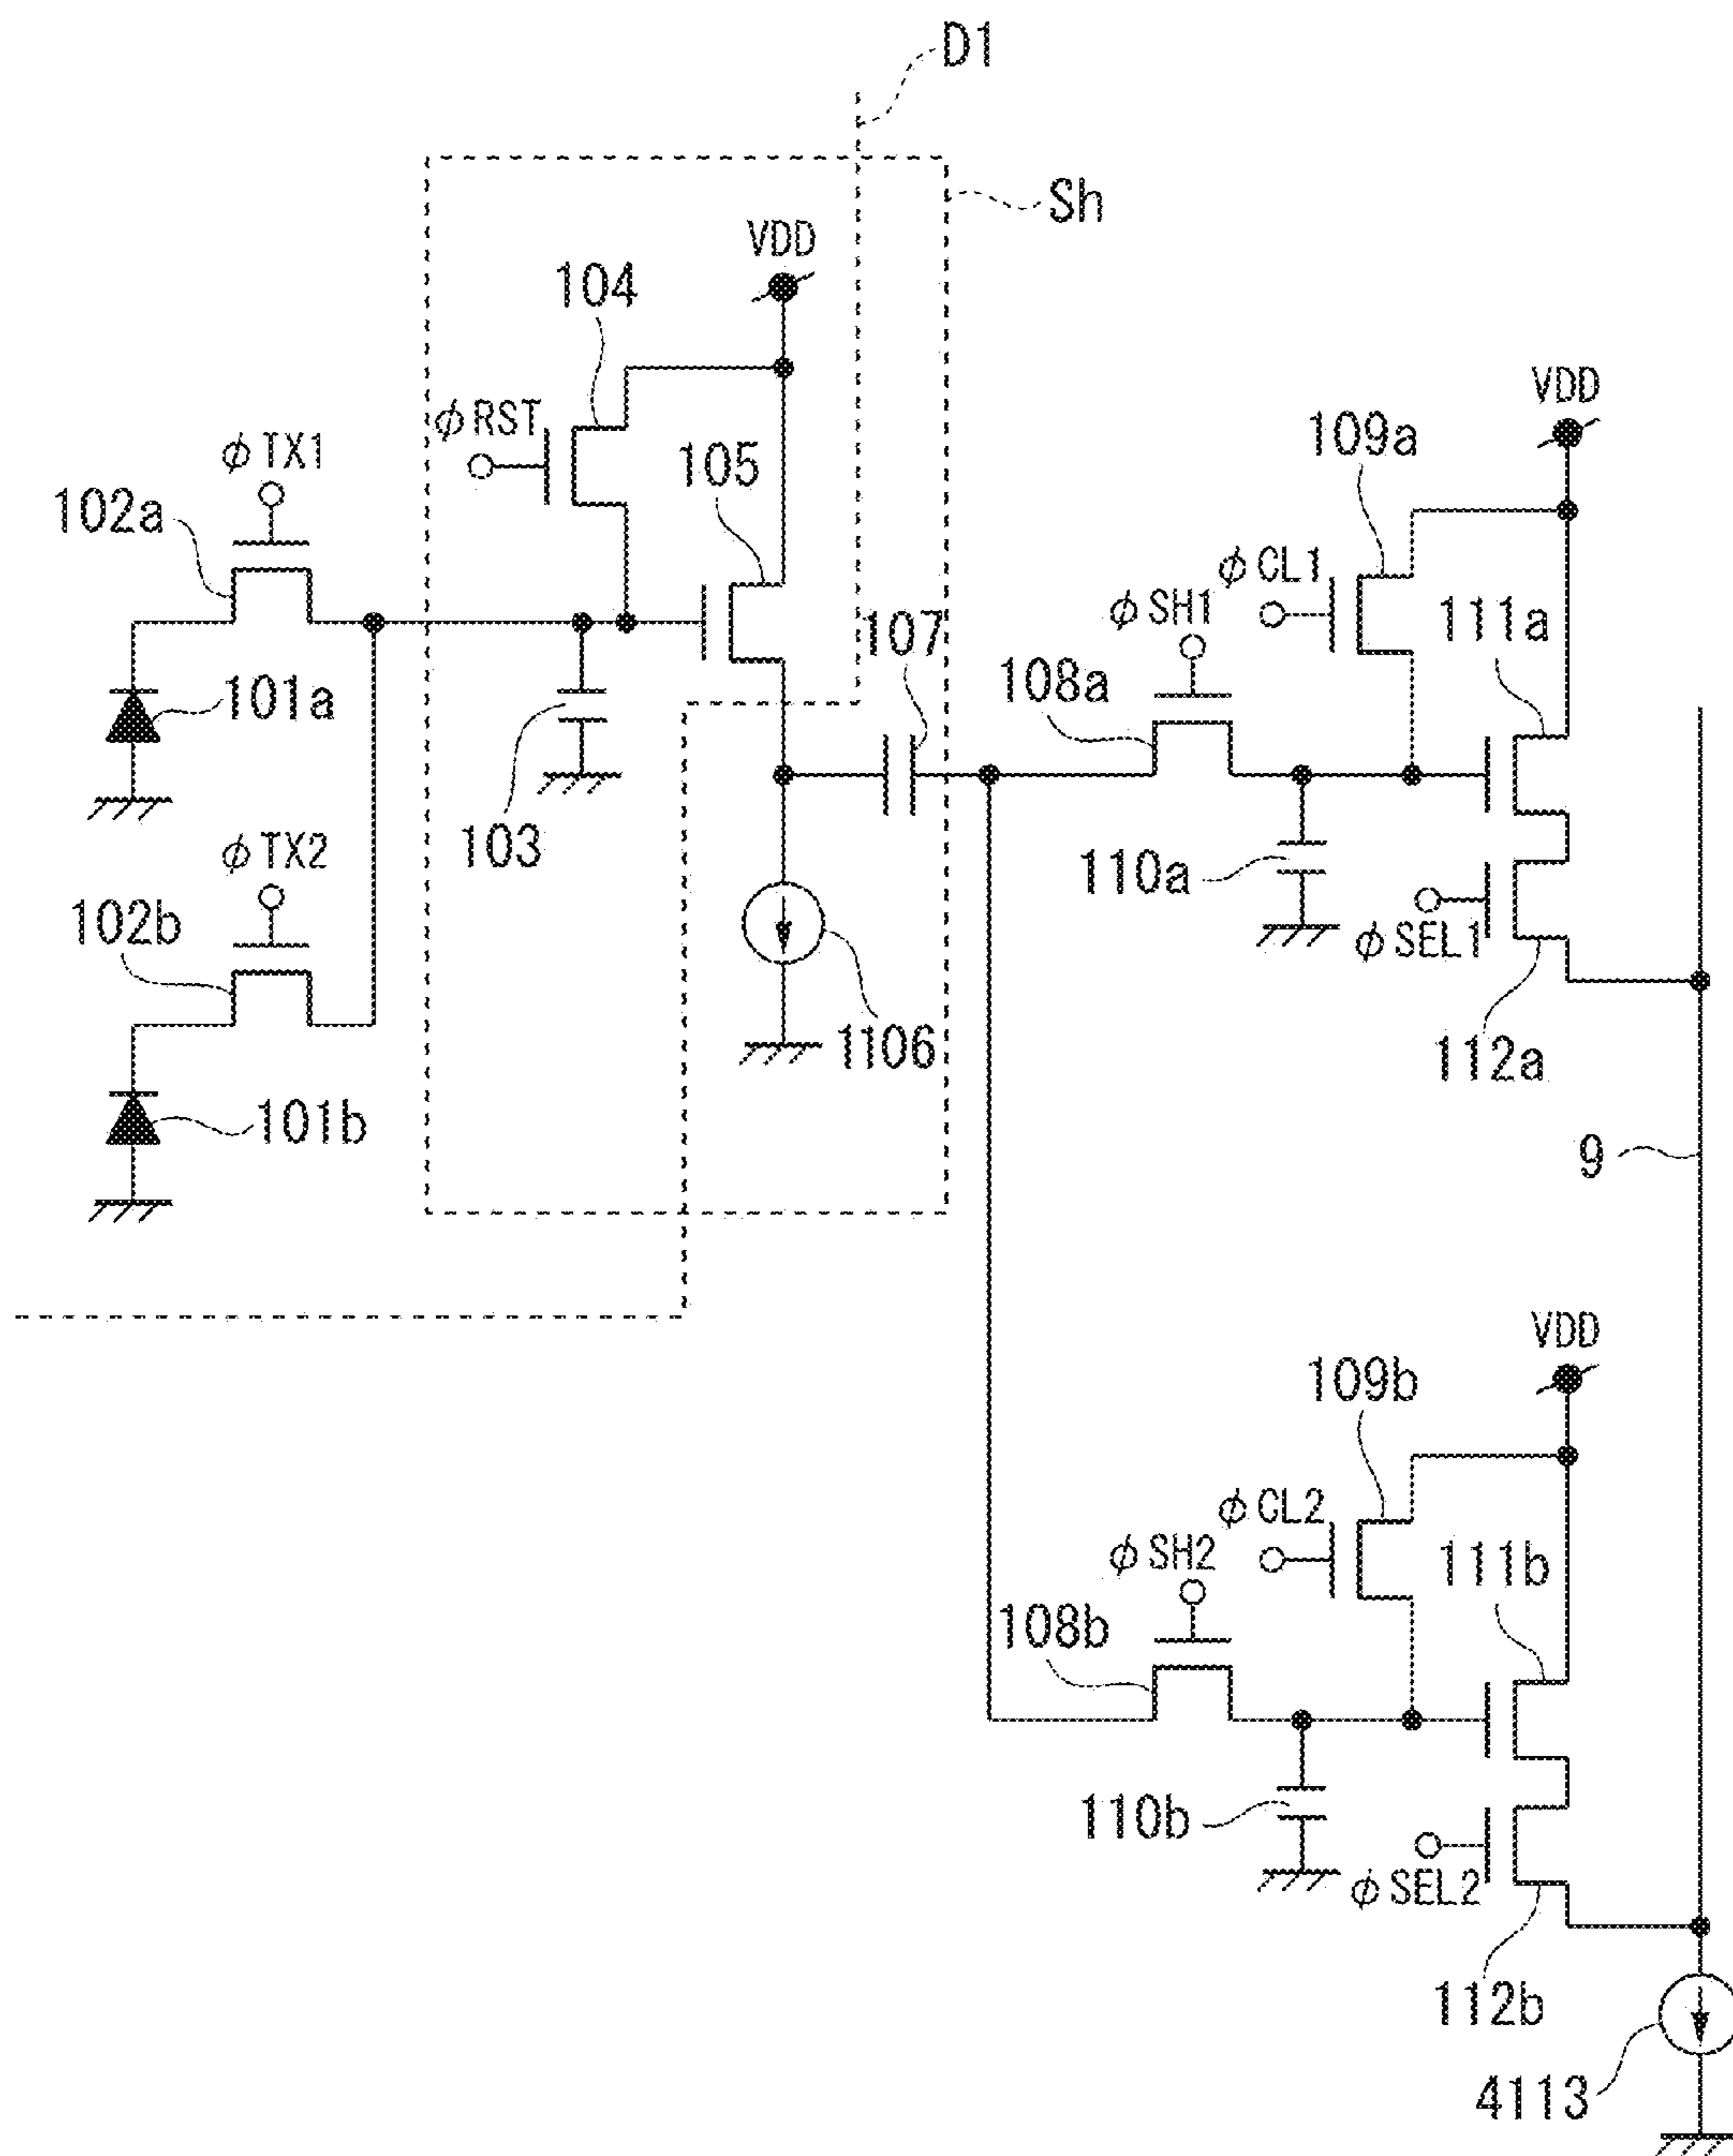 D1
Sh
VDD
104
φRST
VDD
109a
φTX1
105
102a
φCL1
φSH1
107
111a
108a
101a
103
φTX2
110a
102b
φSEL1
1106
112a
101b
9
VDD
109b
φCL2
φSH2
111b
108b
110b
φSEL2
112b
4113